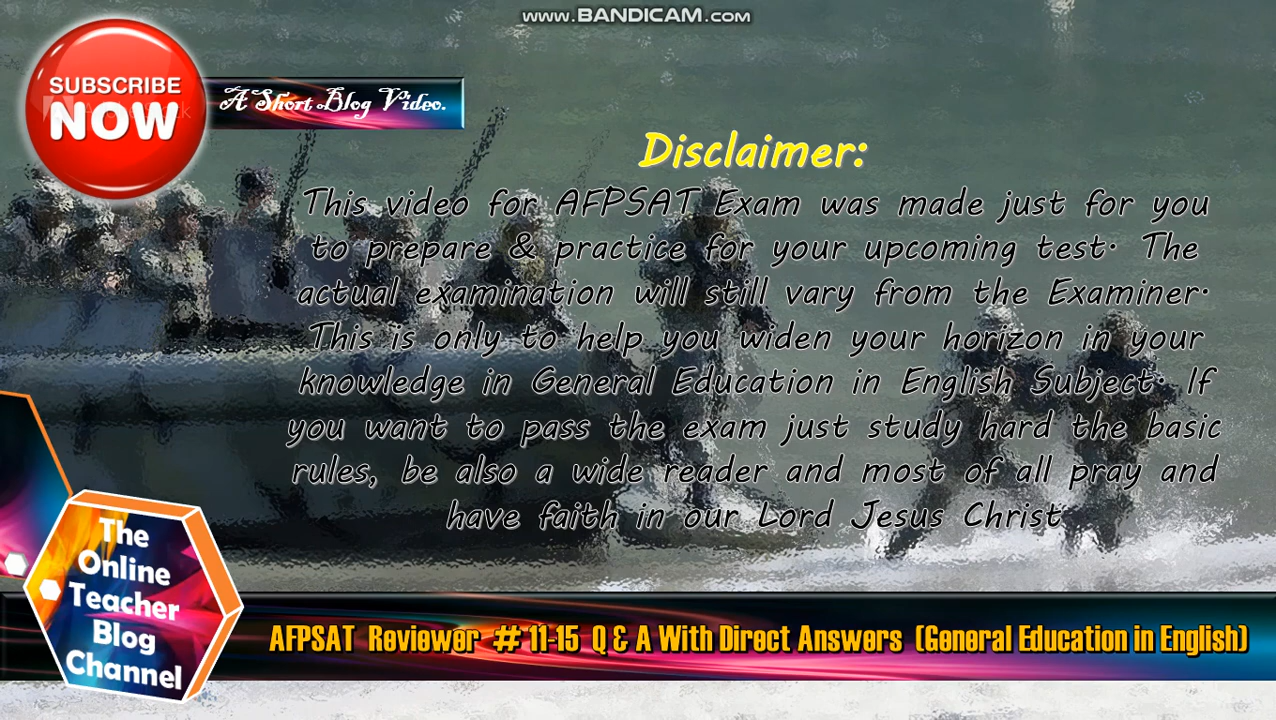 www.BANDICAM.com
SUBSCRIBE
NOW
A Short Blog Video.
Disclaimer:
This video for AFPSAT Exam was made just for you
to prepare & practice for your upcoming test. The
actual examination will still vary from the Examiner.
This is only to help you widen your horizon in your
knowledge in General Education in English Subject. If
you want to pass the exam just study hard the basic
rules, be also a wide reader and most of all pray and
have faith in our Lord Jesus Christ.
The
Online
Teacher
Blog
Channel
AFPSAT Reviewer # 11-15 Q & A With Direct Answers (General Education in English)